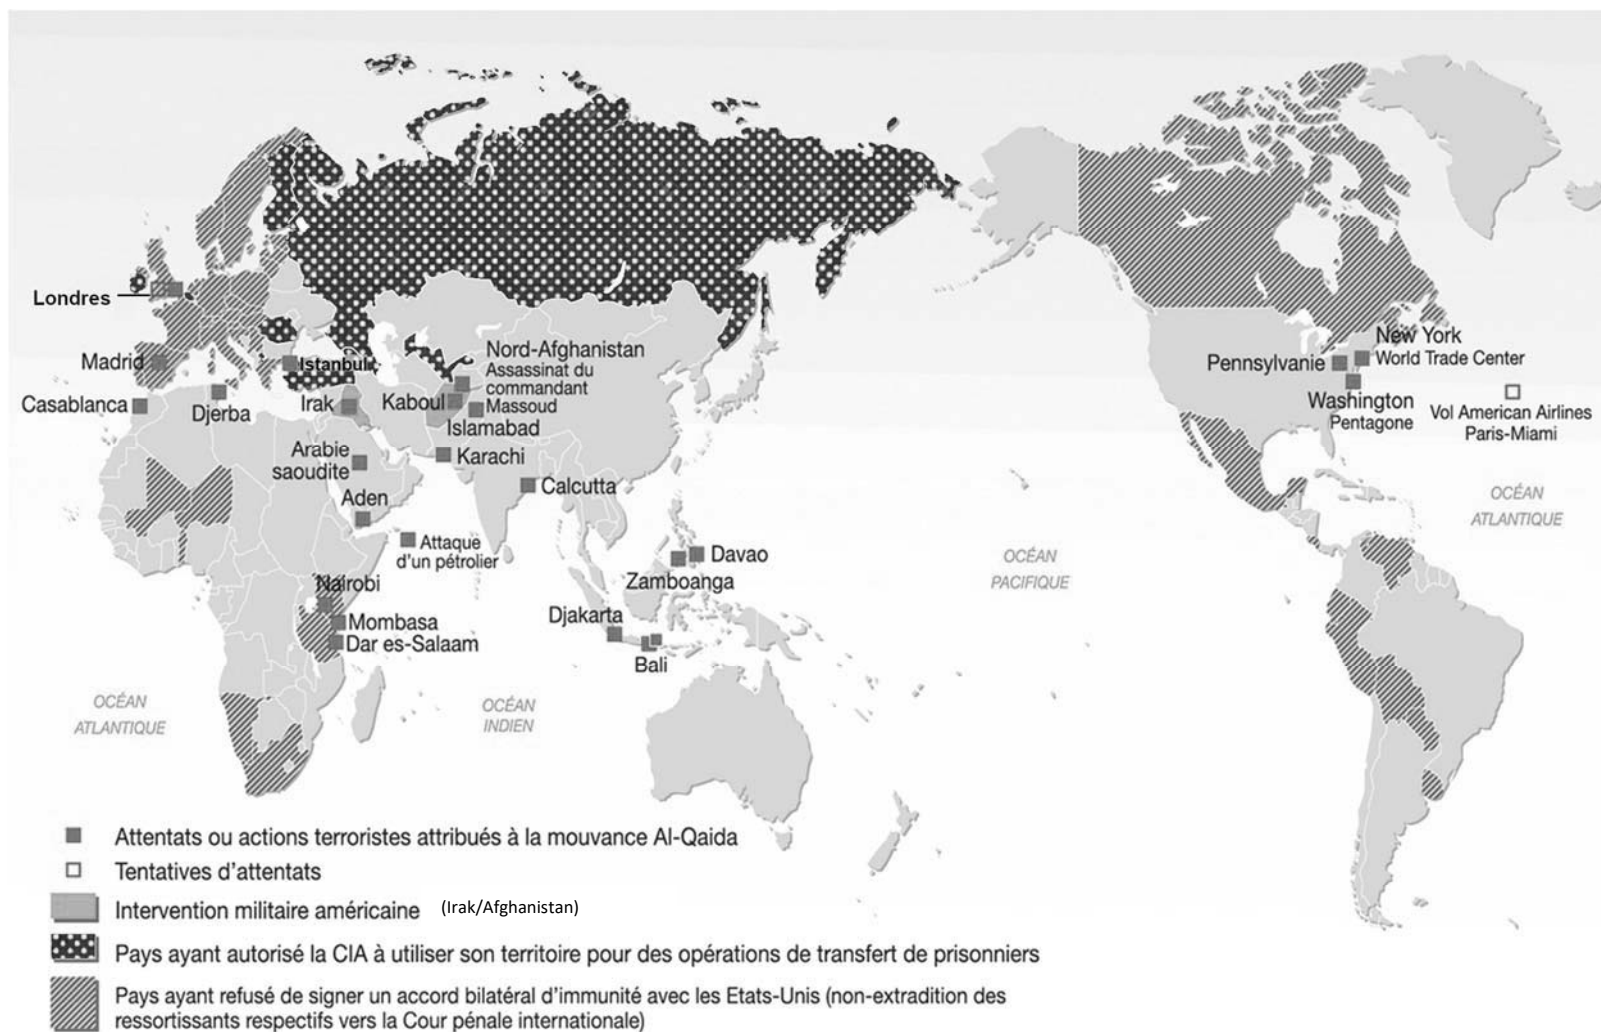 Londres
Madrid
Casablanca
Djerba
Istanbul
Irak
Kaboul
Nord-Afghanistan
Assassinat du
commandant
Massoud
Islamabad
Karachi
Arabie
saoudite
Aden
Calcutta
Attaque
d'un pétrolier
Nairobi
Mombasa
Dar es-Salaam
Davao
Zamboanga
Djakarta
Bali
New York
World Trade Center
Pennsylvanie
Washington
Pentagone
Vol American Airlines
Paris-Miami
OCÉAN
ATLANTIQUE
OCÉAN
PACIFIQUE
OCÉAN
INDIEN
OCÉAN
ATLANTIQUE
Attentats ou actions terroristes attribués à la mouvance Al-Qaida
Tentatives d'attentats
Intervention militaire américaine (Irak/Afghanistan)
Pays ayant autorisé la CIA à utiliser son territoire pour des opérations de transfert de prisonniers
Pays ayant refusé de signer un accord bilatéral d'immunité avec les Etats-Unis (non-extradition des
ressortissants respectifs vers la Cour pénale internationale)